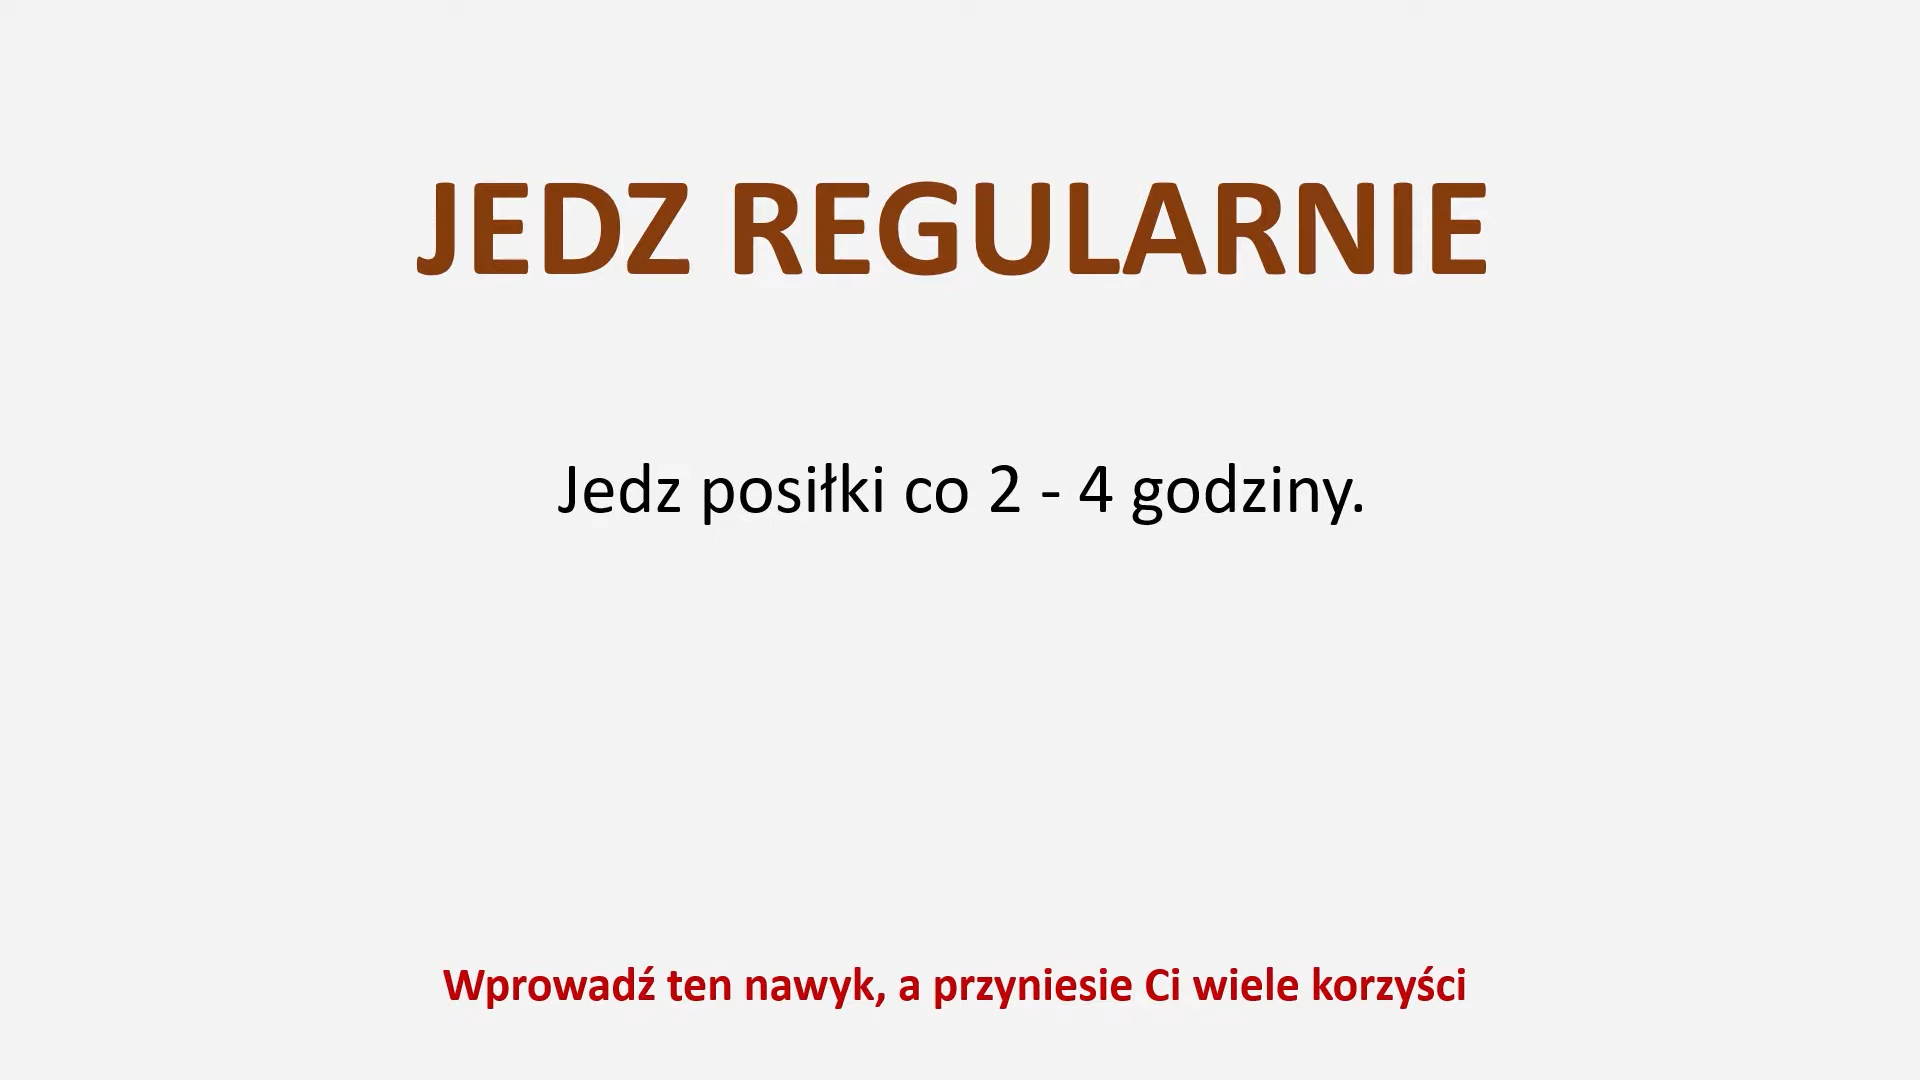 JEDZ REGULARNIE
Jedz posiłki co 2 - 4 godziny.
Wprowadź ten nawyk, a przyniesie Ci wiele korzyści